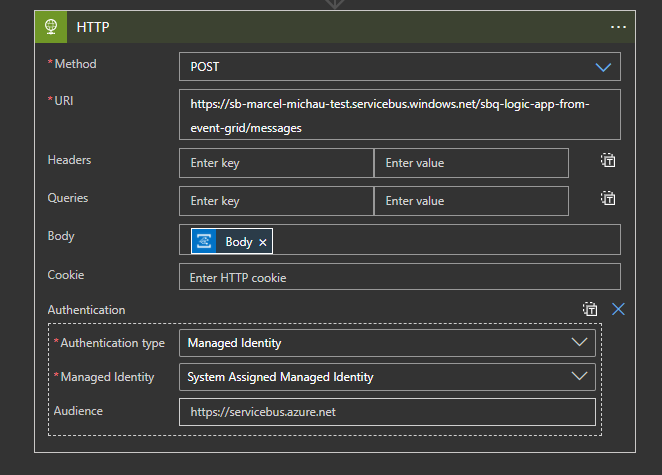 HTTP ...
* Method POST
* URI https://sb-marcel-michau-test.servicebus.windows.net/sbq-logic-app-from-
event-grid/messages
Headers Enter key Enter value
Queries Enter key Enter value
Body Body ×
Cookie Enter HTTP cookie
Authentication
* Authentication type Managed Identity
* Managed Identity System Assigned Managed Identity
Audience https://servicebus.azure.net